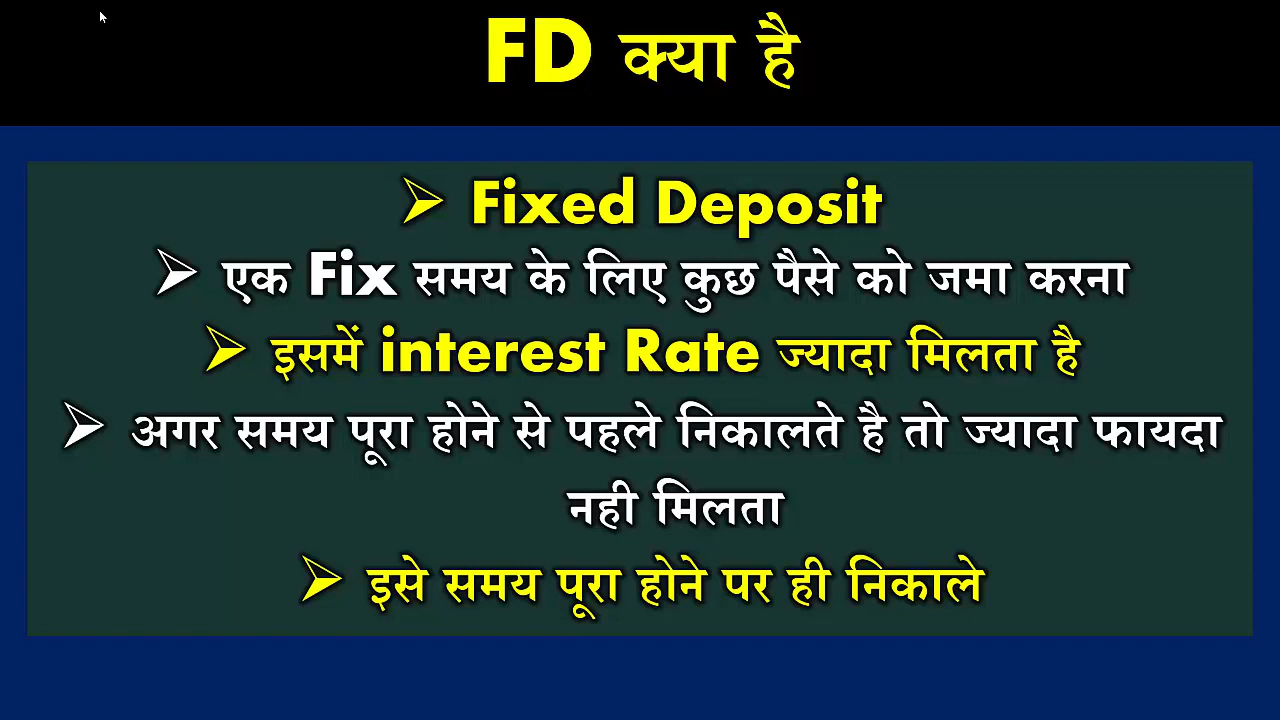 FD क्या है
➢ Fixed Deposit
➢ एक Fix समय के लिए कुछ पैसे को जमा करना
➢ इसमें interest Rate ज्यादा मिलता है
➢ अगर समय पूरा होने से पहले निकालते है तो ज्यादा फायदा
नही मिलता
➢ इसे समय पूरा होने पर ही निकाले